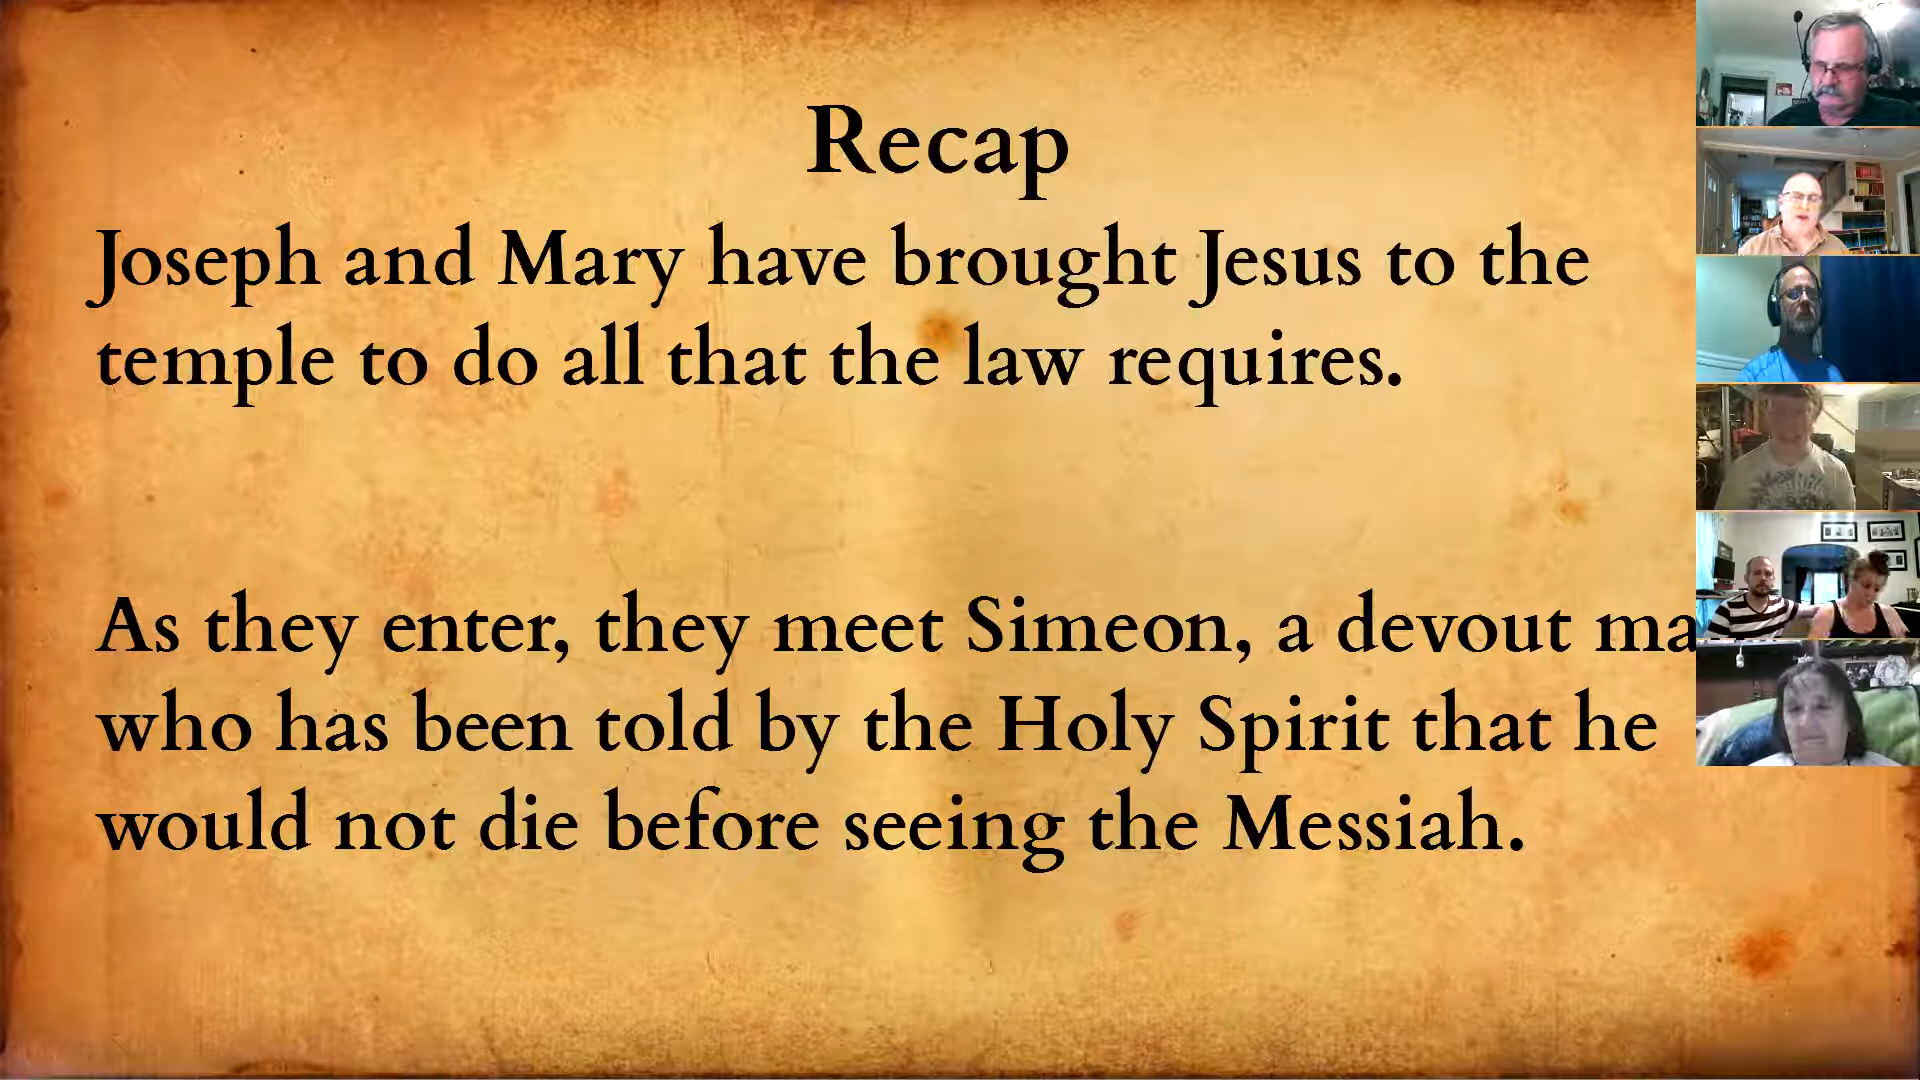 Recap
Joseph and Mary have brought Jesus to the
temple to do all that the law requires.
As they enter, they meet Simeon, a devout ma
who has been told by the Holy Spirit that he
would not die before seeing the Messiah.